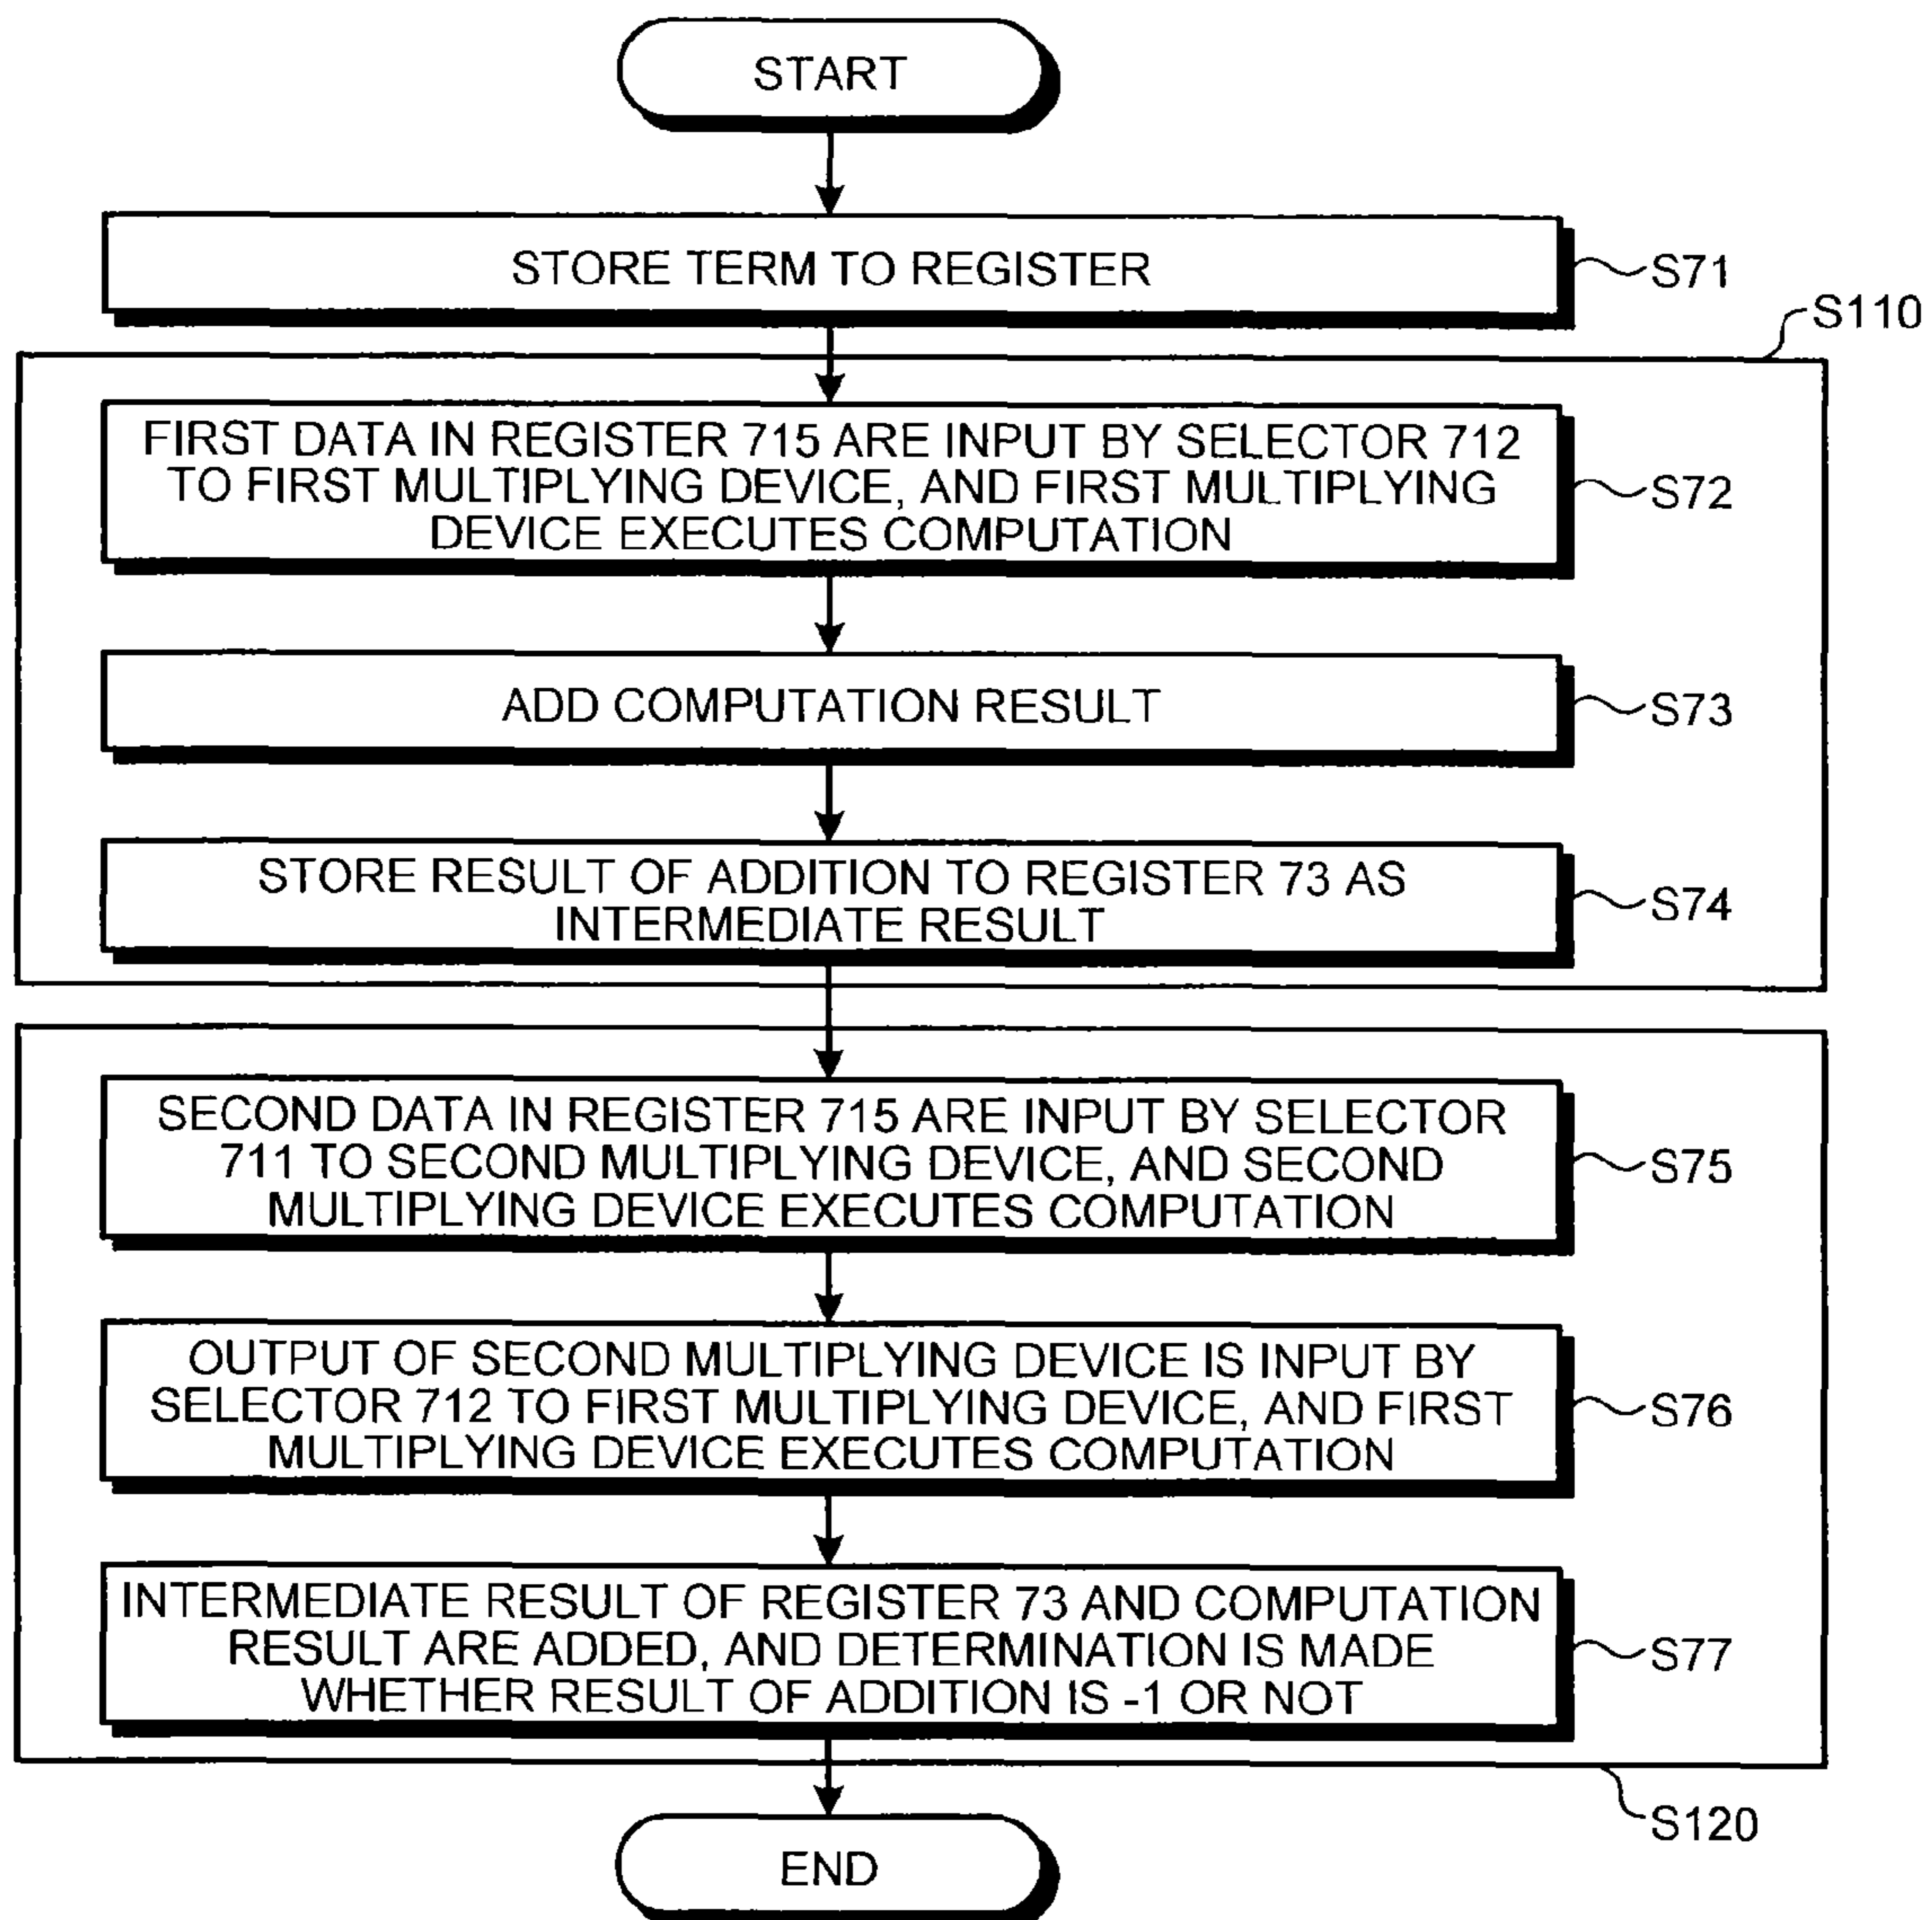 START
STORE TERM TO REGISTER
S71
S110
FIRST DATA IN REGISTER 715 ARE INPUT BY SELECTOR 712
TO FIRST MULTIPLYING DEVICE, AND FIRST MULTIPLYING
DEVICE EXECUTES COMPUTATION
S72
ADD COMPUTATION RESULT
S73
STORE RESULT OF ADDITION TO REGISTER 73 AS
INTERMEDIATE RESULT
S74
SECOND DATA IN REGISTER 715 ARE INPUT BY SELECTOR
711 TO SECOND MULTIPLYING DEVICE, AND SECOND
MULTIPLYING DEVICE EXECUTES COMPUTATION
S75
OUTPUT OF SECOND MULTIPLYING DEVICE IS INPUT BY
SELECTOR 712 TO FIRST MULTIPLYING DEVICE, AND FIRST
MULTIPLYING DEVICE EXECUTES COMPUTATION
S76
INTERMEDIATE RESULT OF REGISTER 73 AND COMPUTATION
RESULT ARE ADDED, AND DETERMINATION IS MADE
WHETHER RESULT OF ADDITION IS -1 OR NOT
S77
S120
END